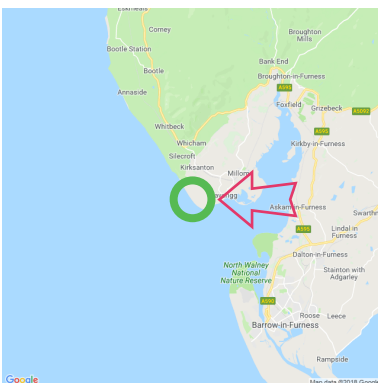 Eskmeals
Corney
Broughton
Mills
Bootle Station
Bank End
Bootle
Broughton-in-Furness
A595
Foxfield
Annaside
Grizebeck
A5092
Whitbeck
A595
Whicham
Kirkby-in-Furness
Silecroft
Kirksanton
Millom
Askam-in-Furness
Swarthm
A595
Lindal in
Furness
Dalton-in-Furness
North Walney
National
Nature Reserve
Stainton with
Adgarley
A590
Roose
Leece
Barrow-in-Furness
Rampside
Google
Map data ©2018 Google